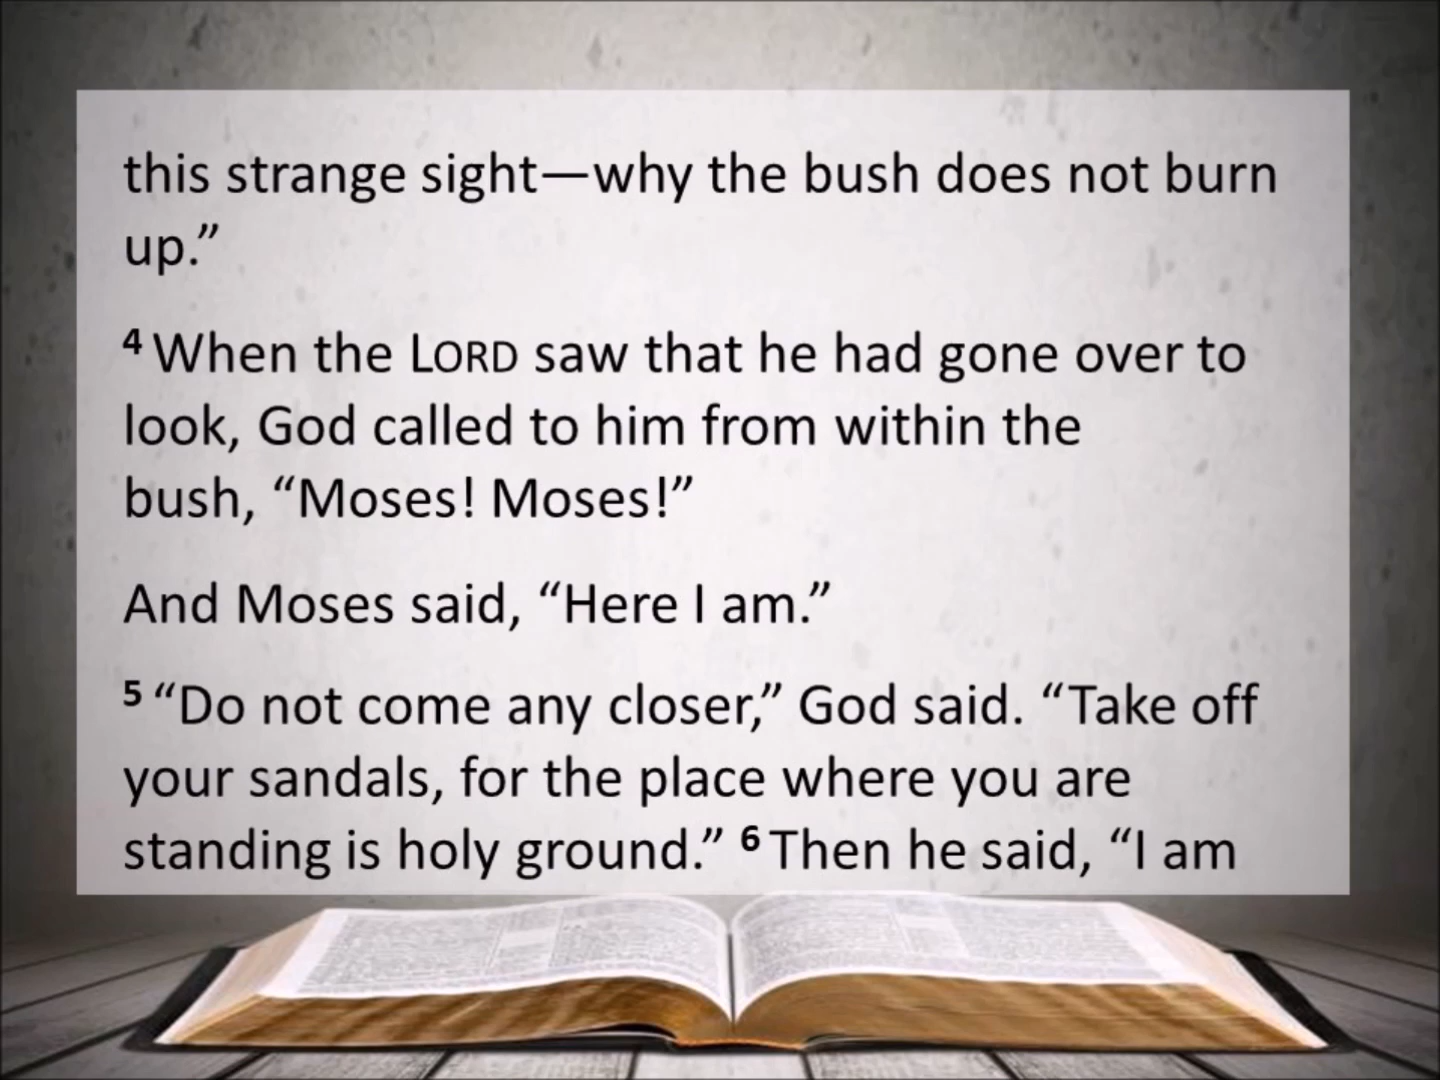 this strange sight—why the bush does not burn
up.”
4 When the LORD saw that he had gone over to
look, God called to him from within the
bush, “Moses! Moses!”
And Moses said, “Here I am.”
5 “Do not come any closer,” God said. “Take off
your sandals, for the place where you are
standing is holy ground.” 6 Then he said, “I am